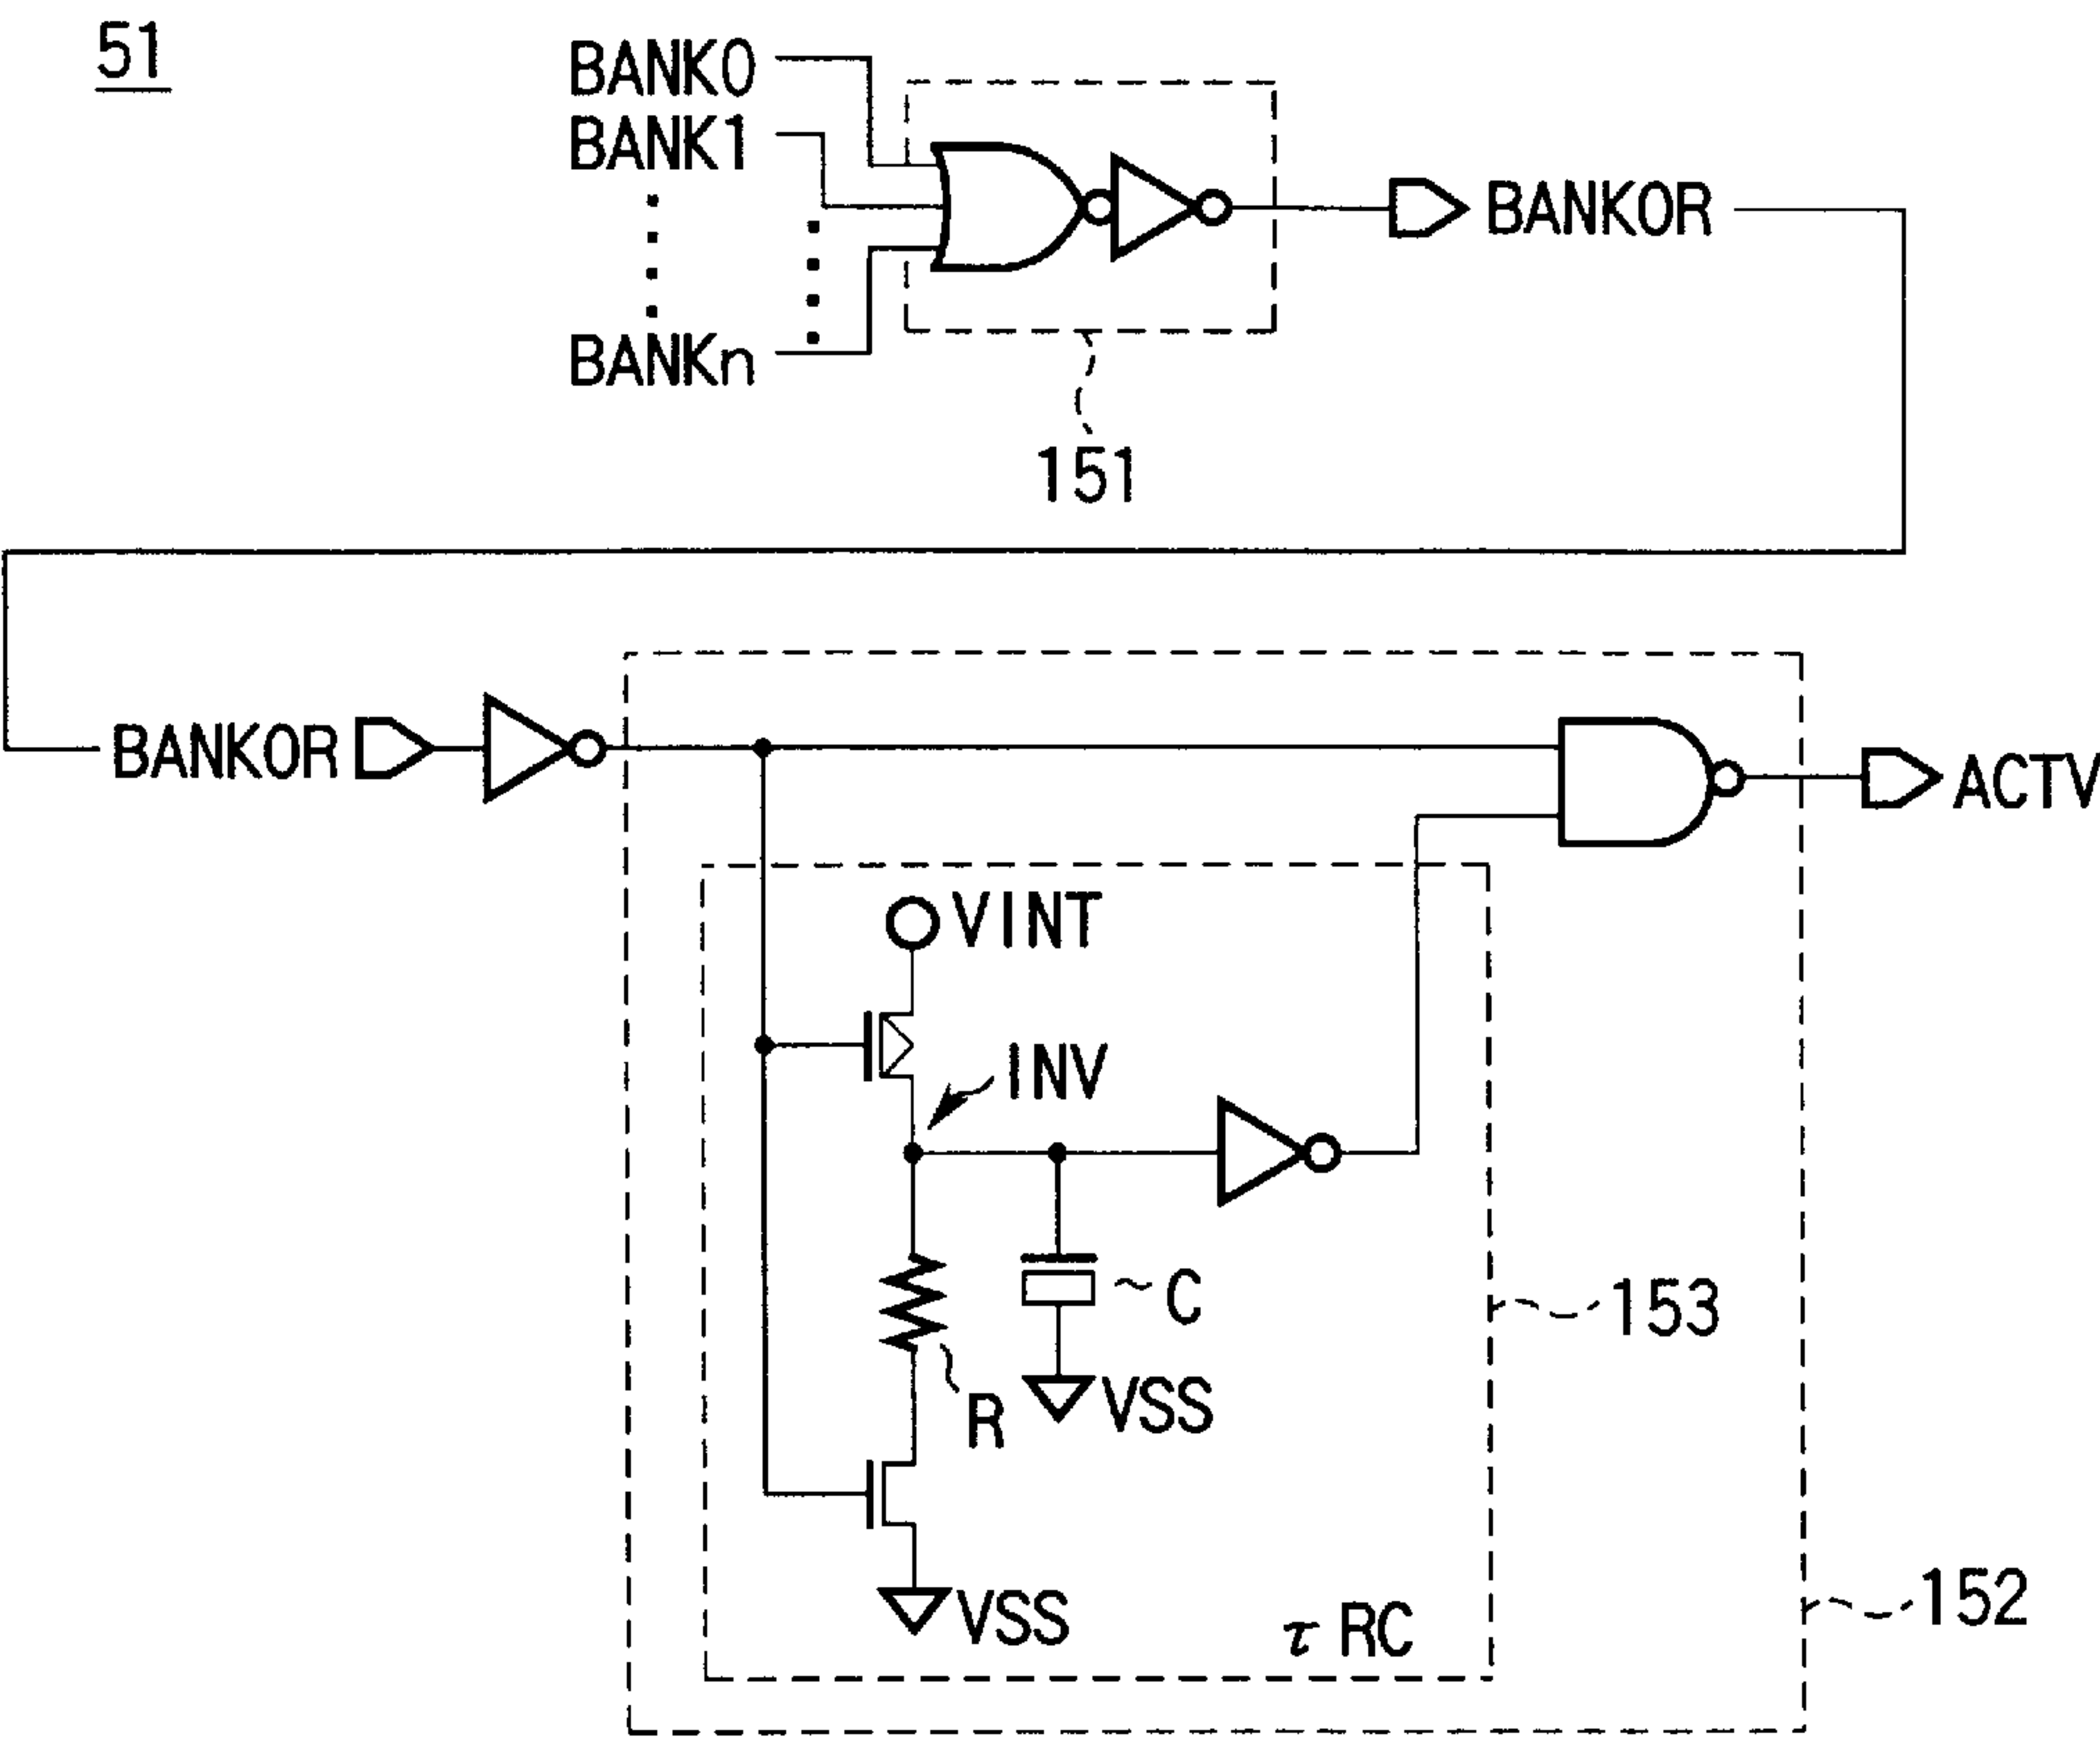 51
BANK0
BANK1
BANKn
BANKOR
151
BANKOR
ACTV
VINT
INV
C
153
R
VSS
VSS
τ RC
152